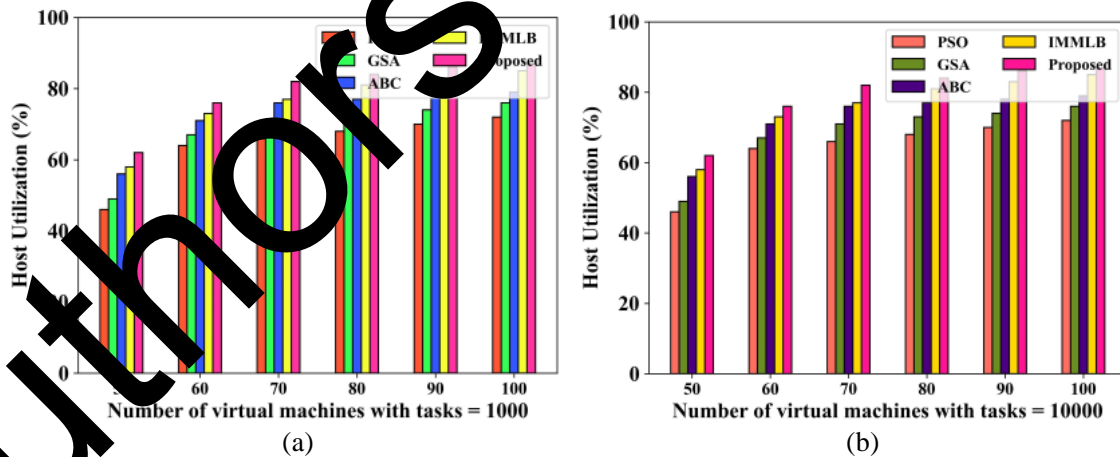 100
80
60
40
0
Host Utilization (%)
GSA
ABC
Proposed
60
70
80
90
100
Number of virtual machines with tasks = 1000
(a)
100
80
60
40
20
0
Host Utilization (%)
PSO
GSA
ABC
IMMLB
Proposed
50
60
70
80
90
100
Number of virtual machines with tasks = 10000
(b)
uthors